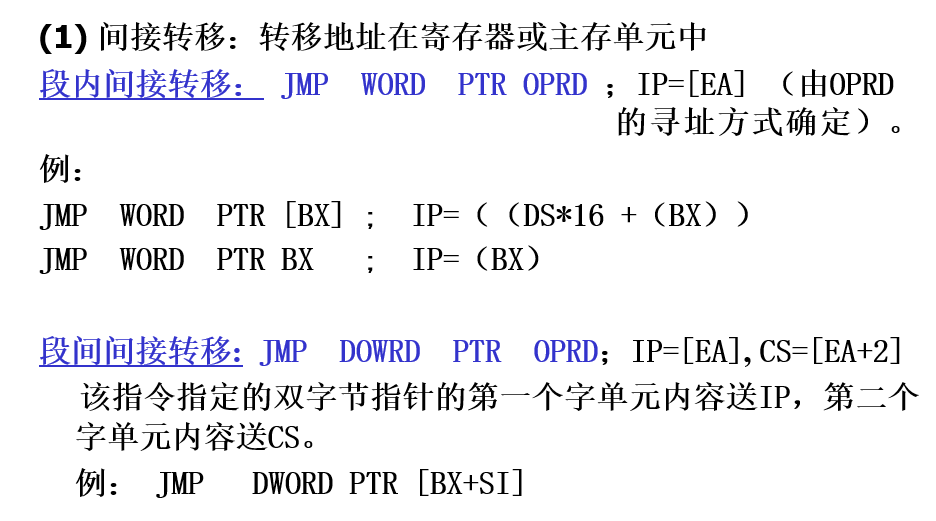 (1) 间接转移：转移地址在寄存器或主存单元中
段内间接转移： JMP WORD PTR OPRD ；IP=[EA] （由OPRD
的寻址方式确定）。
例：
JMP WORD PTR [BX] ; IP=（（DS*16 +（BX））
JMP WORD PTR BX ; IP=（BX）
段间间接转移：JMP DOWRD PTR OPRD；IP=[EA],CS=[EA+2]
该指令指定的双字节指针的第一个字单元内容送IP，第二个
字单元内容送CS。
例： JMP DWORD PTR [BX+SI]